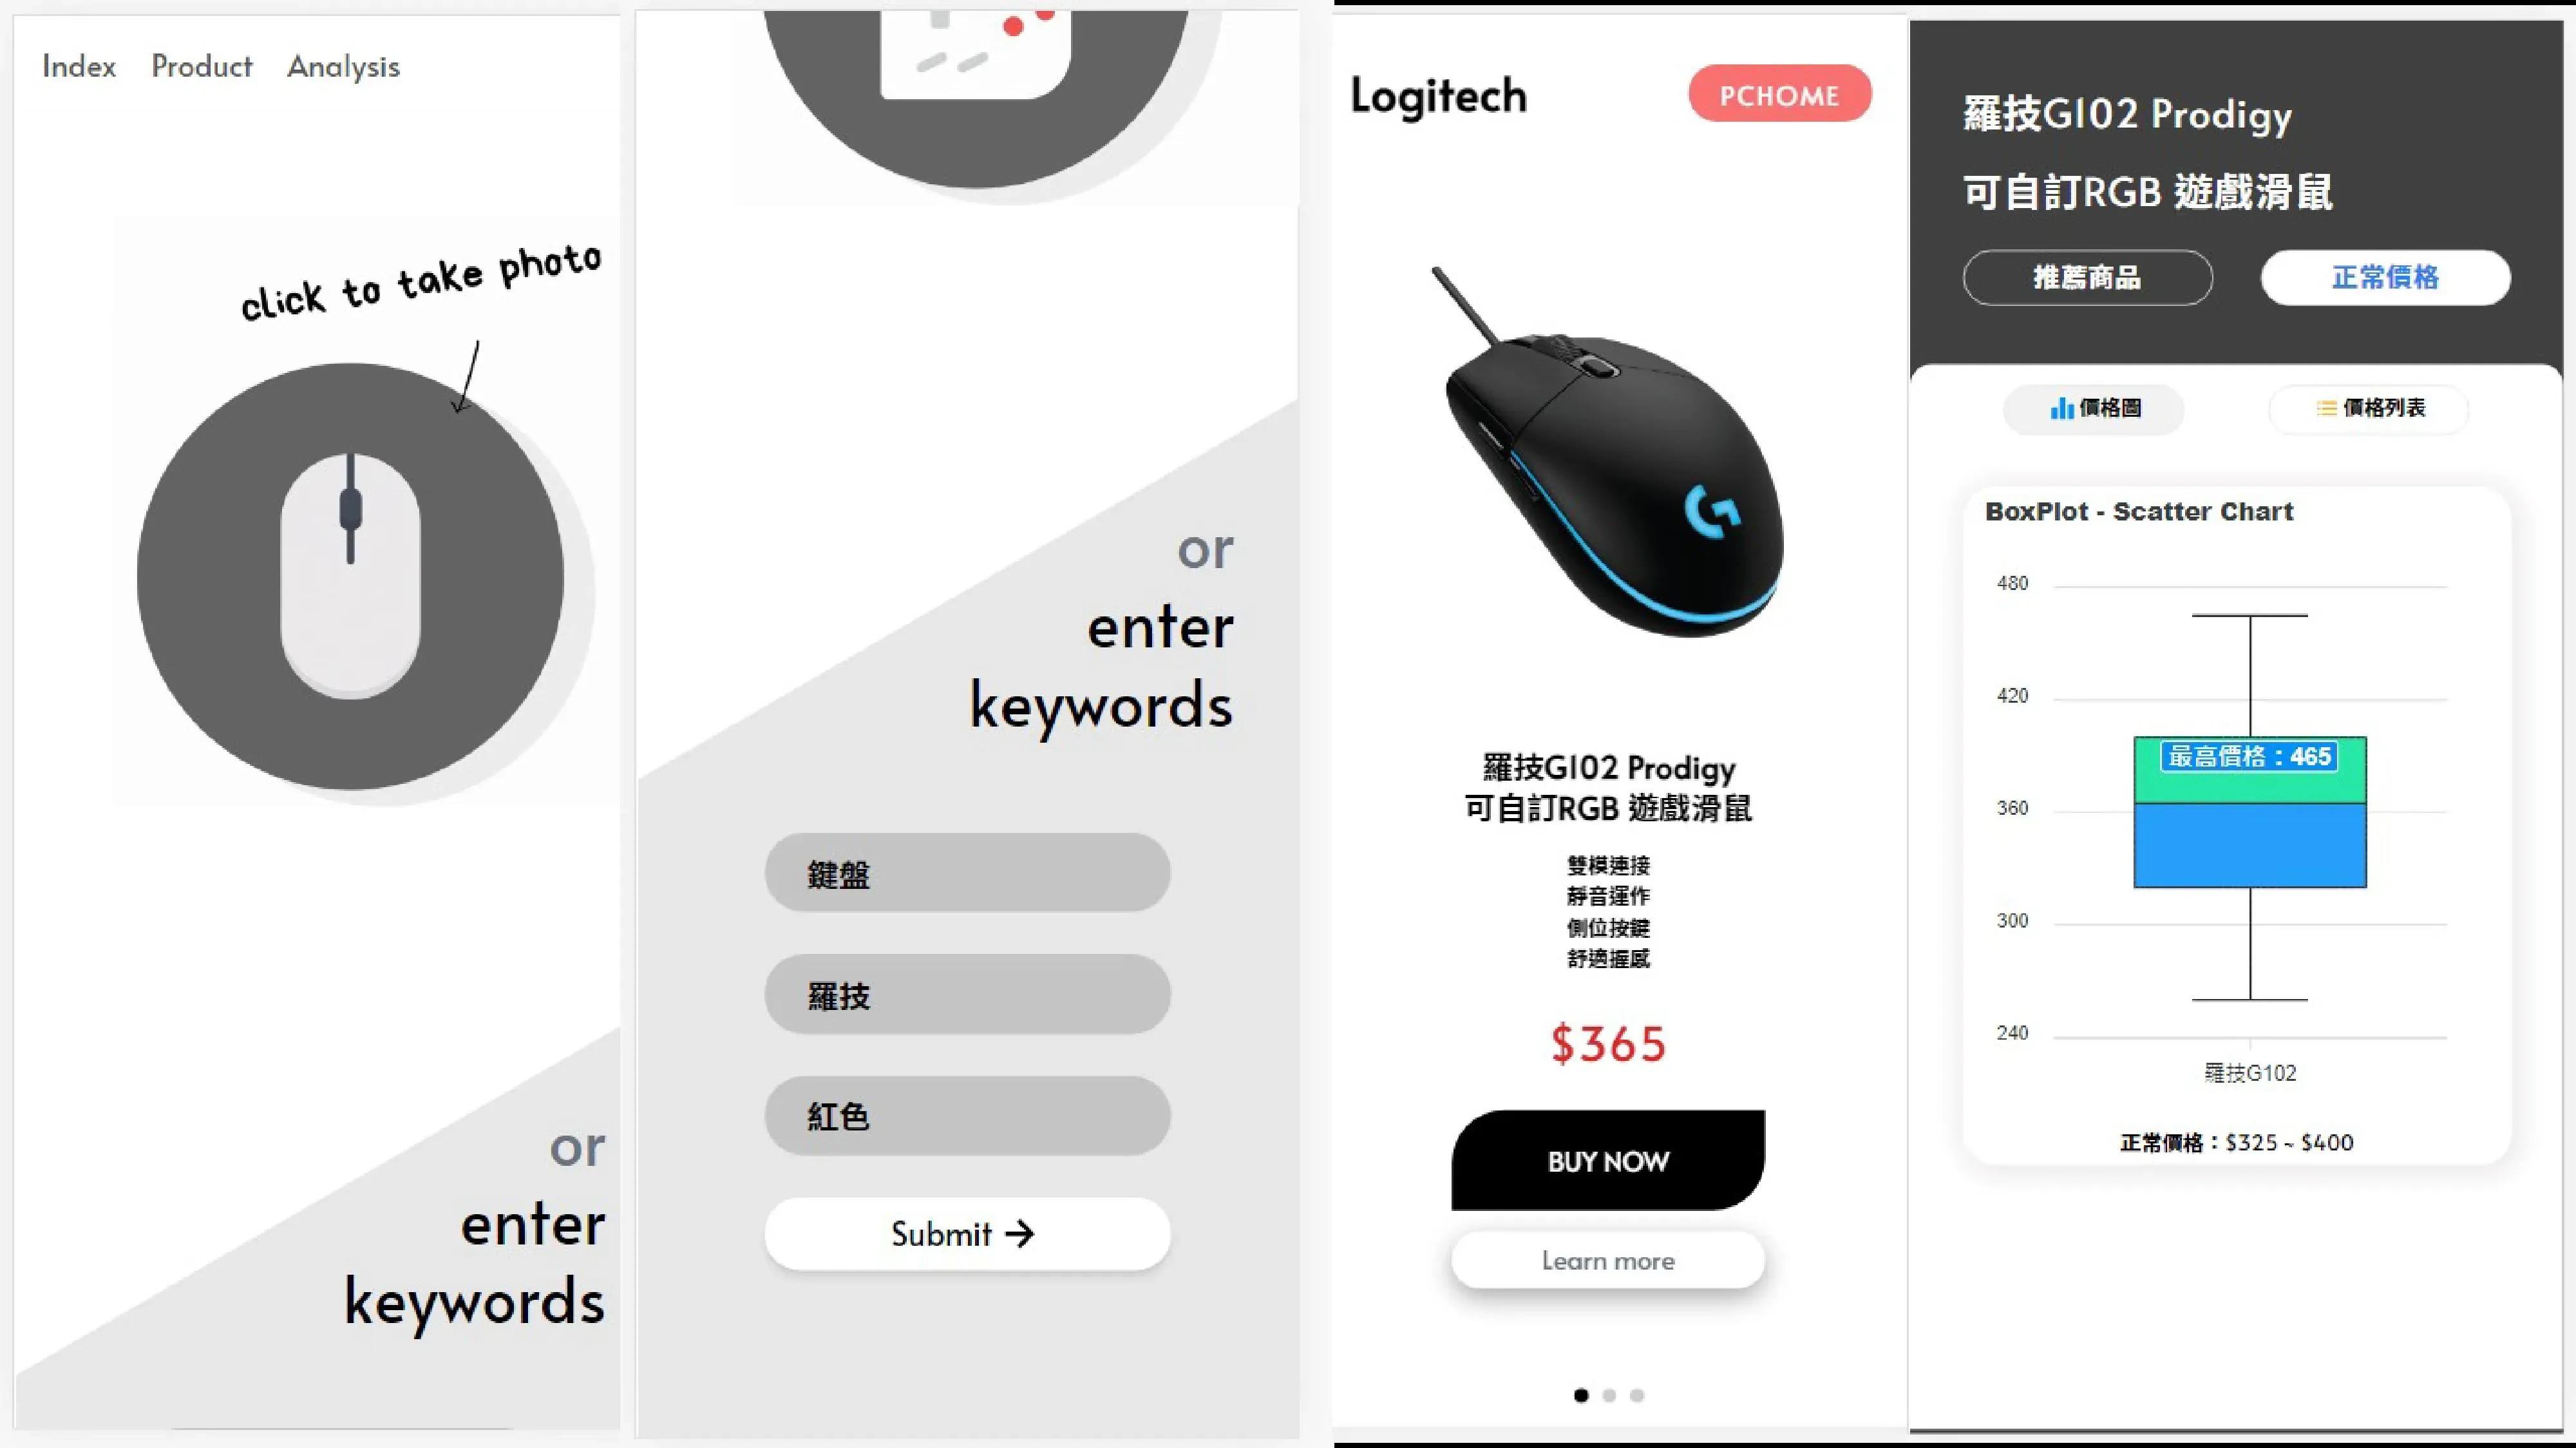 Index Product Analysis
click to take photo
or
enter
keywords
or
enter
keywords
鍵盤
羅技
紅色
Submit →
Logitech
PCHOME
羅技G102 Prodigy
可自訂RGB 遊戲滑鼠
雙模連接
靜音運作
側位按鍵
舒適握感
$365
BUY NOW
Learn more
羅技G102 Prodigy
可自訂RGB 遊戲滑鼠
推薦商品
正常價格
價格圖
價格列表
BoxPlot - Scatter Chart
480
420
最高價格：465
360
300
240
羅技G102
正常價格：$325 ~ $400